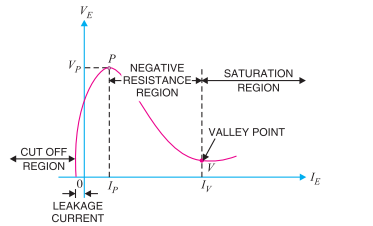 V_E
V_P
P
NEGATIVE
RESISTANCE
REGION
SATURATION
REGION
VALLEY POINT
CUT OFF
REGION
V
0
I_P
I_V
I_E
LEAKAGE
CURRENT